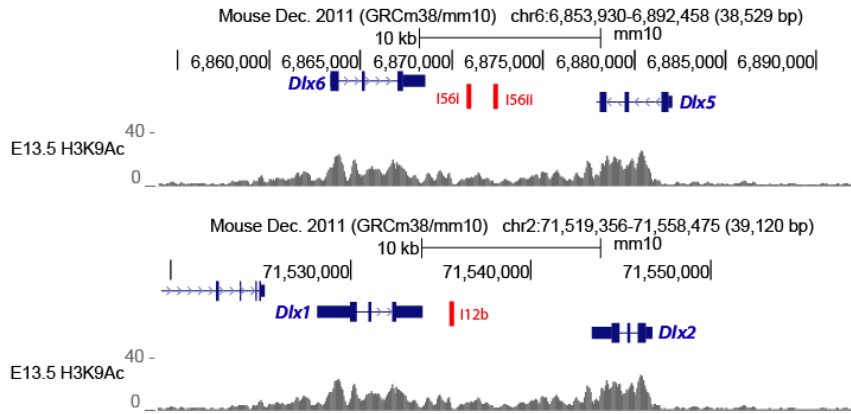 Mouse Dec. 2011 (GRCm38/mm10) chr6:6,853,930-6,892,458 (38,529 bp)
10 kb mm10
6,860,000 6,865,000 6,870,000 6,875,000 6,880,000 6,885,000 6,890,000
Dlx6 I56i I56ii Dlx5
40
E13.5 H3K9Ac
0
Mouse Dec. 2011 (GRCm38/mm10) chr2:71,519,356-71,558,475 (39,120 bp)
10 kb mm10
71,530,000 71,540,000 71,550,000
Dlx1 I12b Dlx2
40
E13.5 H3K9Ac
0